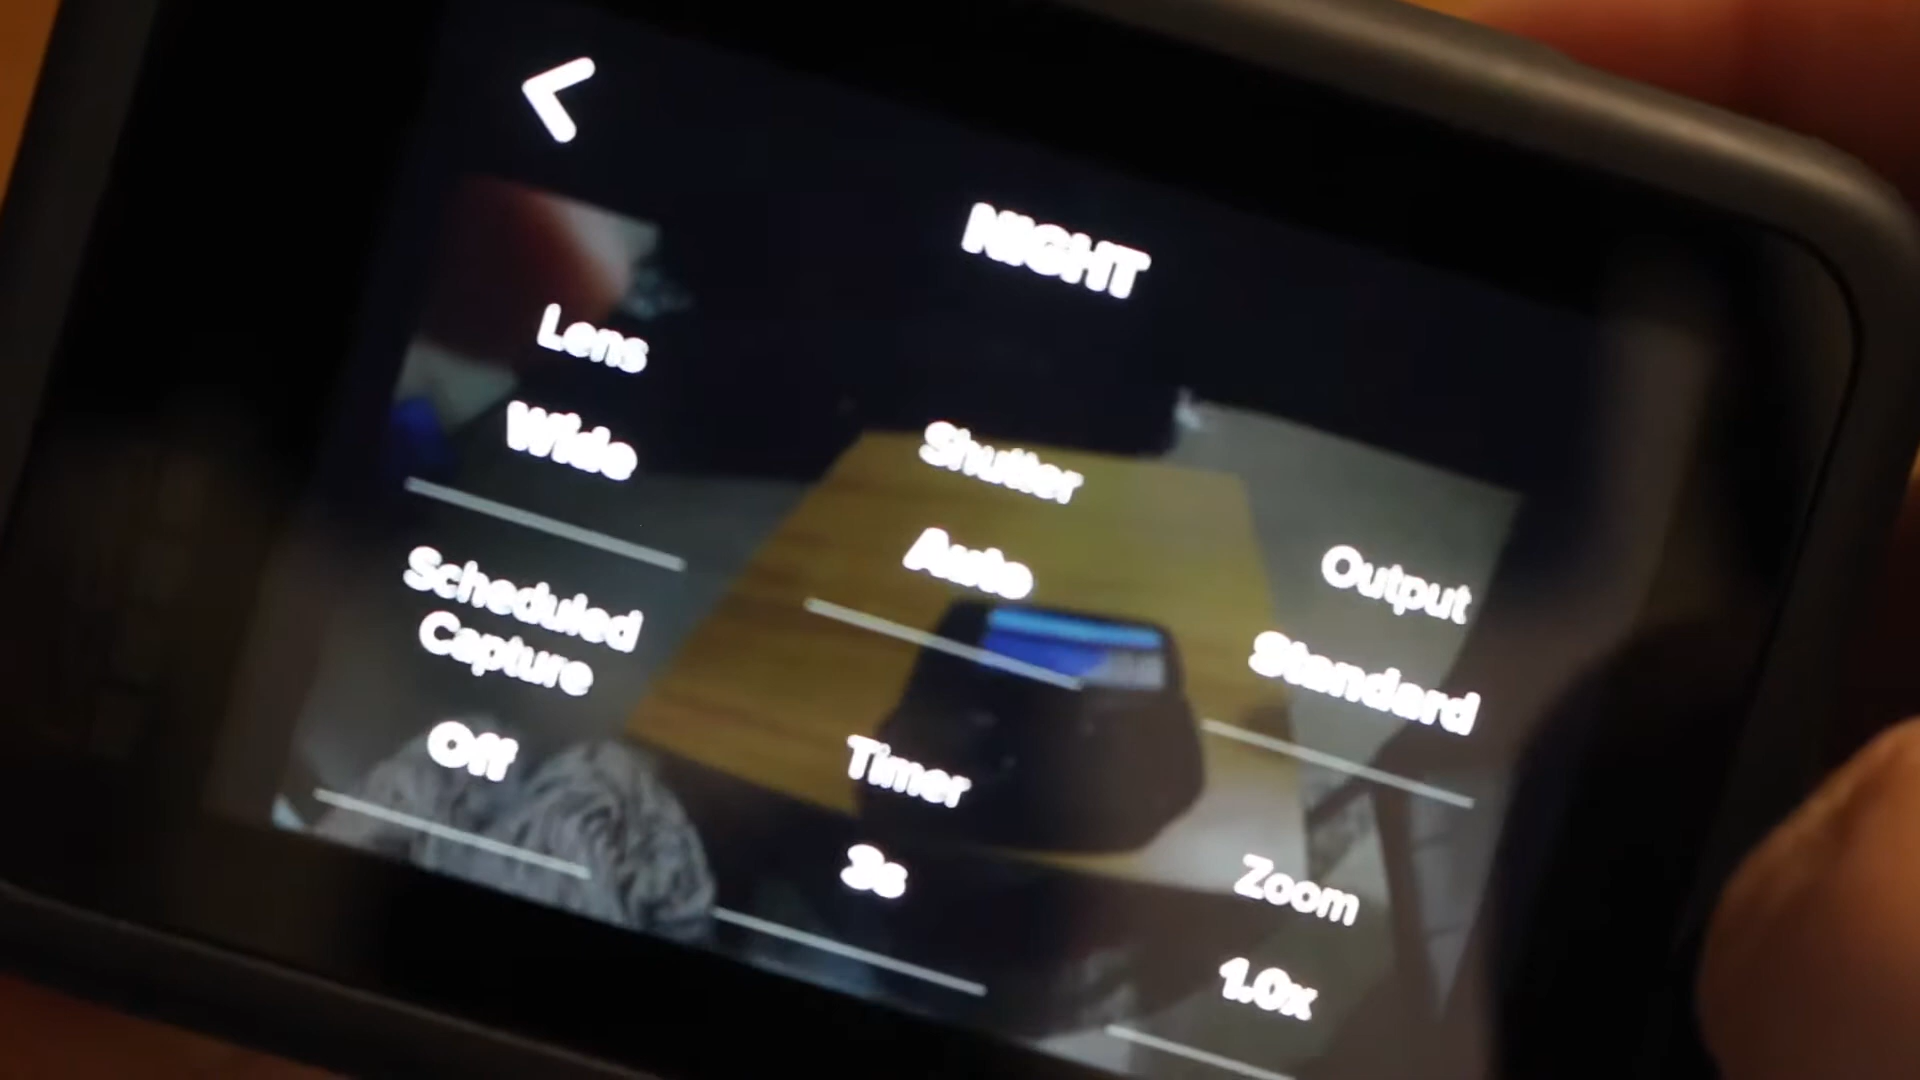 NIGHT
Lens
Wide
Shutter
Auto
Output
Standard
Scheduled
Capture
Off
Timer
3s
Zoom
1.0x